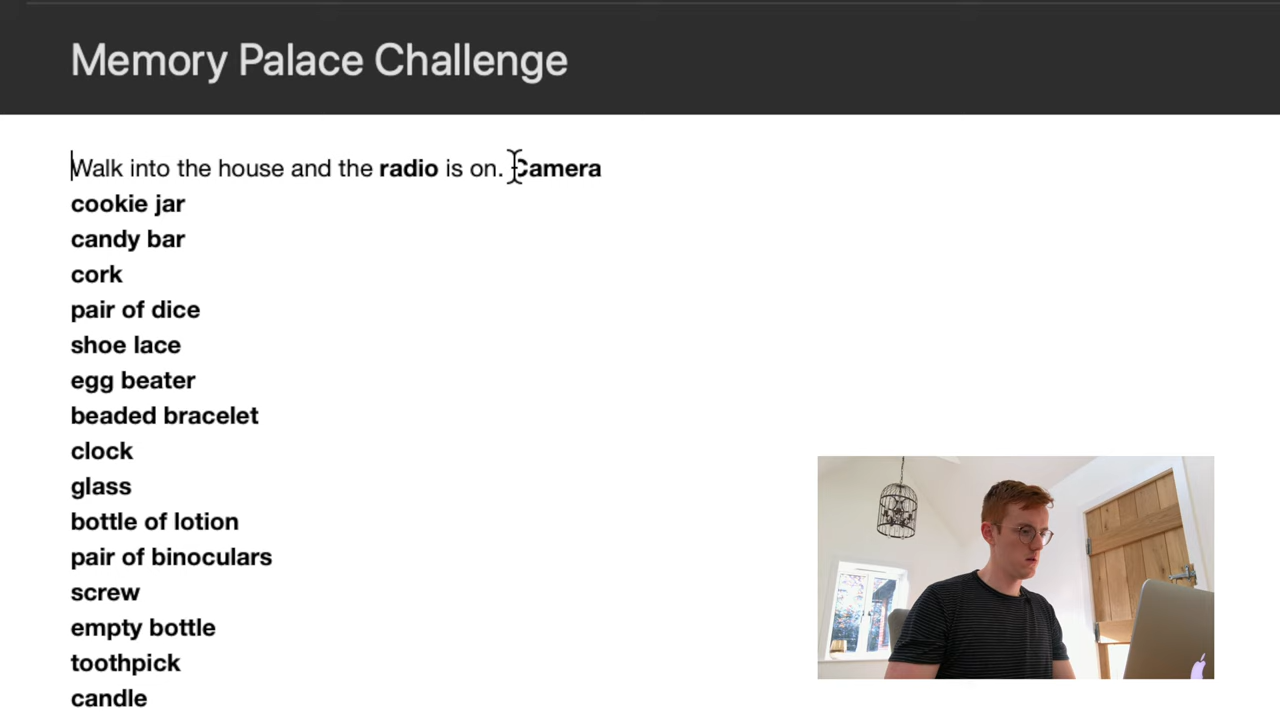 Memory Palace Challenge
Walk into the house and the radio is on. Camera
cookie jar
candy bar
cork
pair of dice
shoe lace
egg beater
beaded bracelet
clock
glass
bottle of lotion
pair of binoculars
screw
empty bottle
toothpick
candle